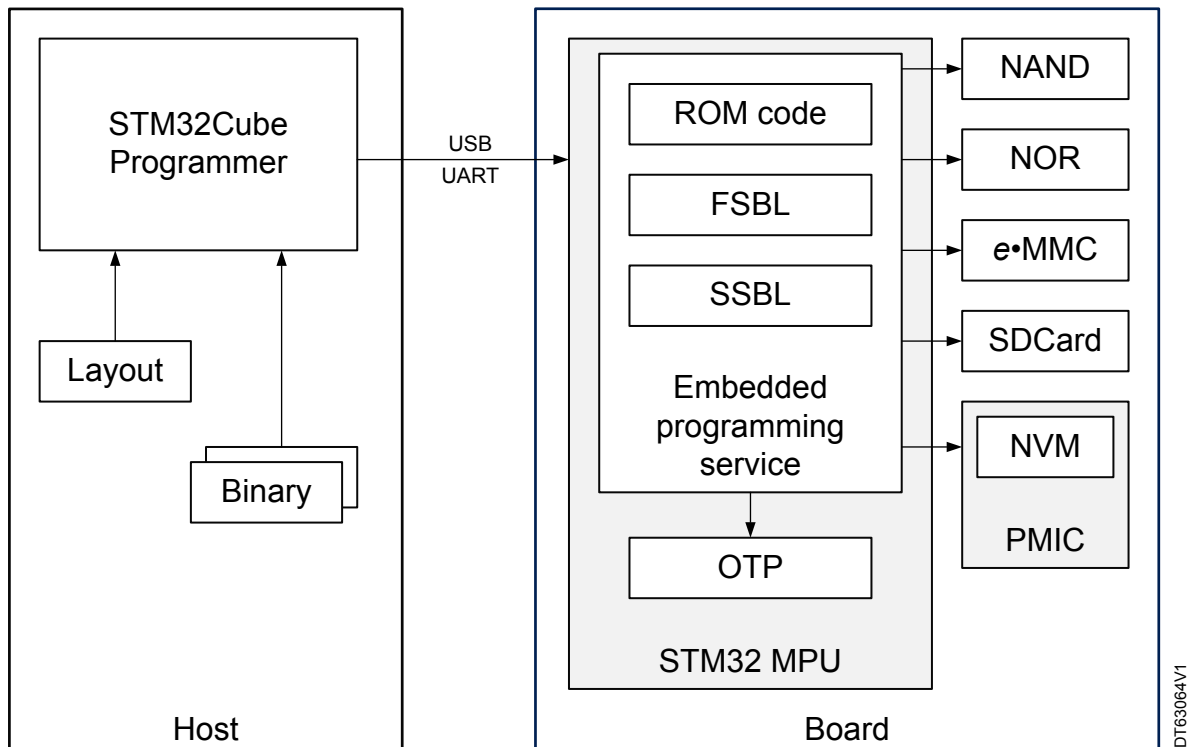 STM32Cube
Programmer
Layout
Binary
Host
USB
UART
ROM code
FSBL
SSBL
Embedded
programming
service
OTP
STM32 MPU
NAND
NOR
e•MMC
SDCard
NVM
PMIC
Board
DT63064V1